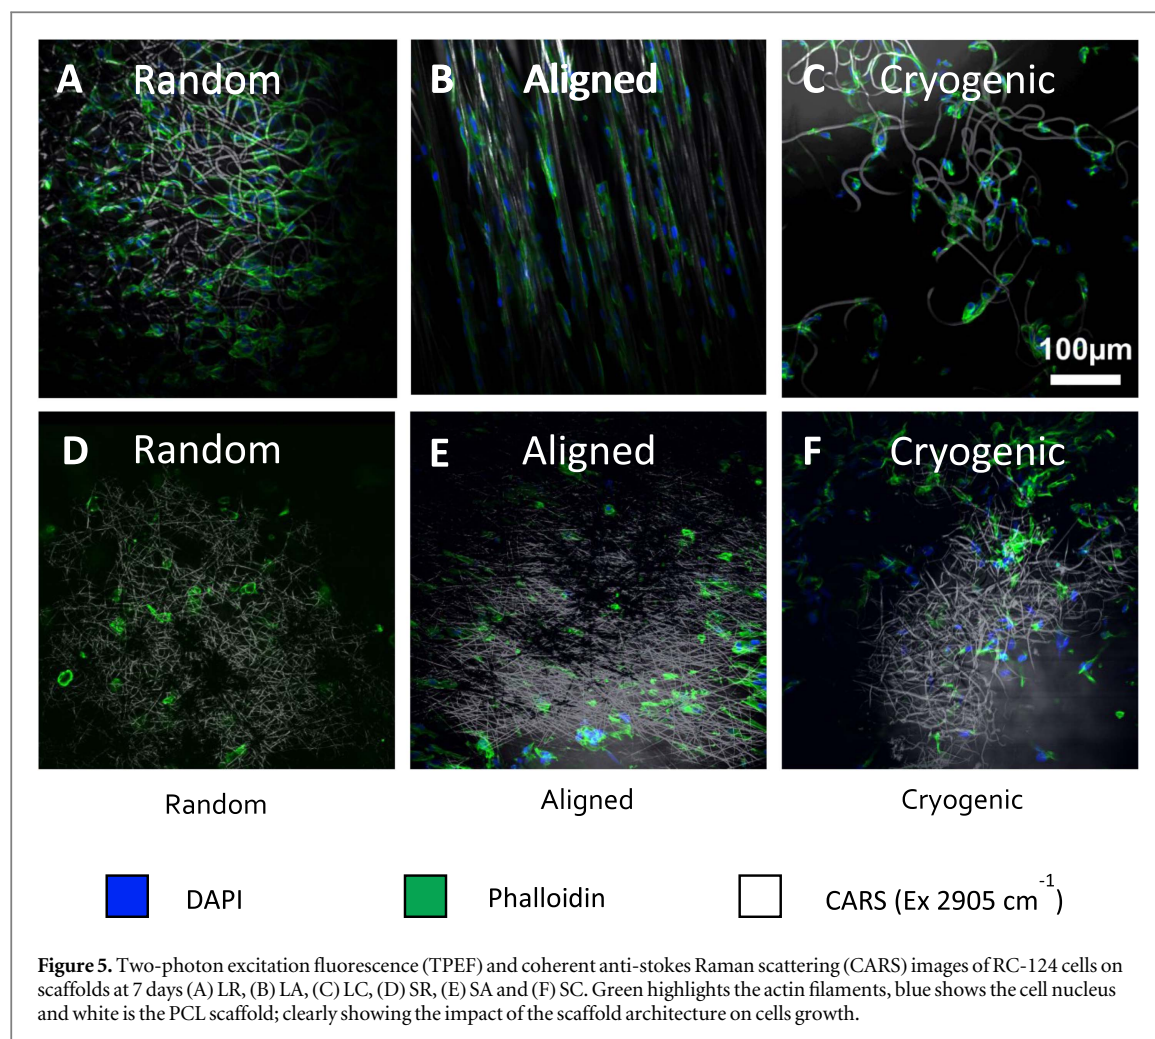 A Random
B Aligned
C Cryogenic
100µm
D Random
E Aligned
F Cryogenic
Random
Aligned
Cryogenic
DAPI
Phalloidin
CARS (Ex 2905 cm-1)
Figure 5. Two-photon excitation fluorescence (TPEF) and coherent anti-stokes Raman scattering (CARS) images of RC-124 cells on
scaffolds at 7 days (A) LR, (B) LA, (C) LC, (D) SR, (E) SA and (F) SC. Green highlights the actin filaments, blue shows the cell nucleus
and white is the PCL scaffold; clearly showing the impact of the scaffold architecture on cells growth.